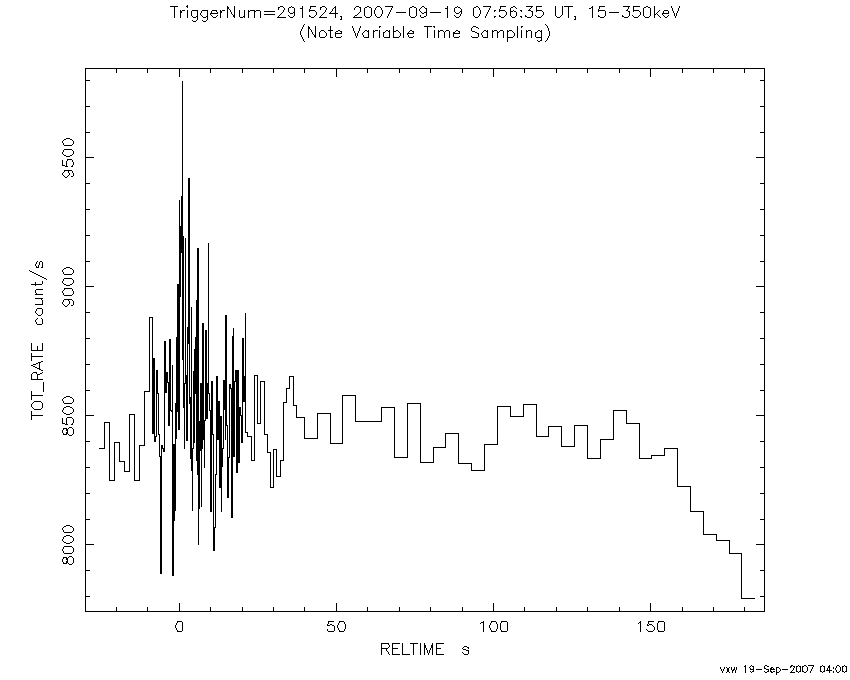 TriggerNum=291524, 2007-09-19 07:56:35 UT, 15-350keV
(Note Variable Time Sampling)
9500
9000
8500
8000
TOT_RATE count/s
0 50 100 150
RELTIME s
vxw 19-Sep-2007 04:00